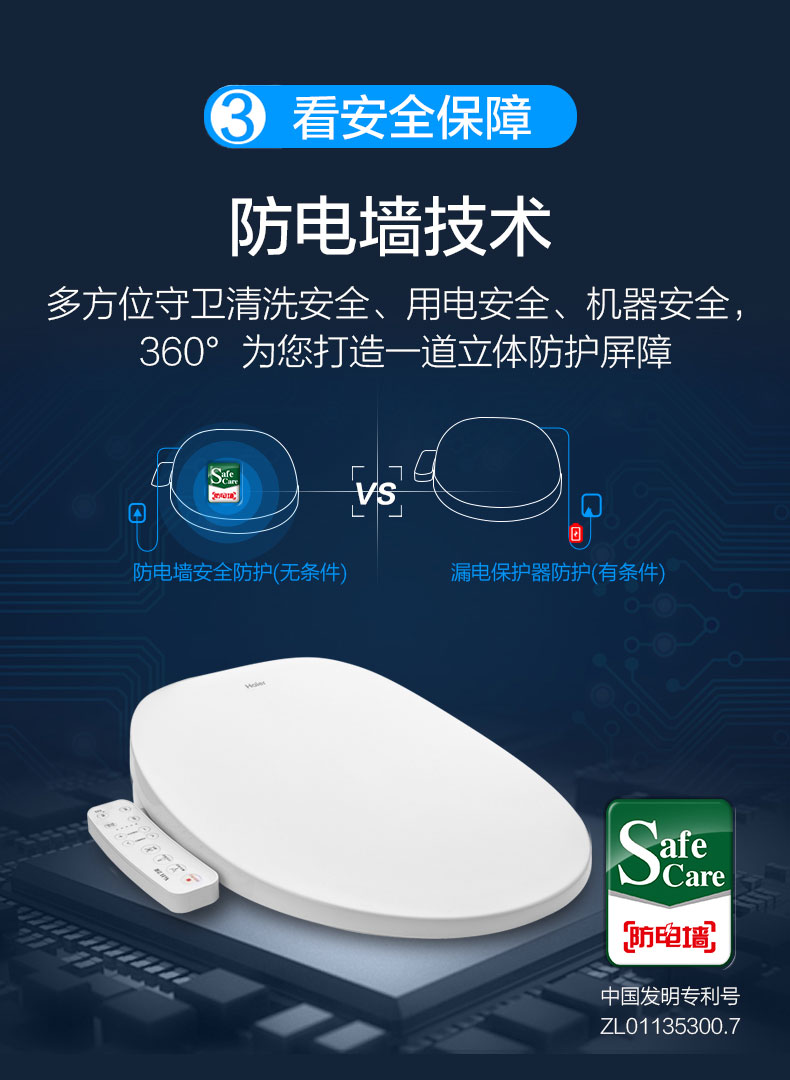 3 看安全保障
防电墙技术
多方位守卫清洗安全、用电安全、机器安全，
360°为您打造一道立体防护屏障
Safe
Care
防电墙
VS
防电墙安全防护(无条件)
漏电保护器防护(有条件)
Haier
Safe
Care
防电墙
中国发明专利号
ZL01135300.7